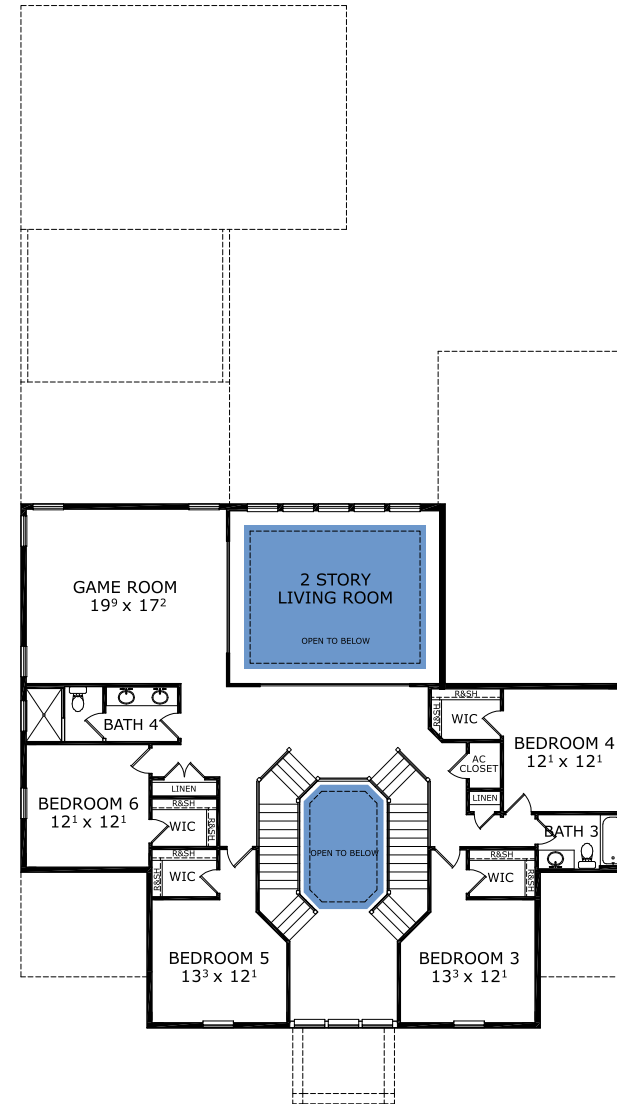 GAME ROOM
19⁹ x 17²
2 STORY
LIVING ROOM
OPEN TO BELOW
R&SH
R&SH
WIC
BATH 4
BEDROOM 4
12¹ x 12¹
AC
CLOSET
LINEN
LINEN
BEDROOM 6
12¹ x 12¹
R&SH
R&SH
WIC
BATH 3
OPEN TO BELOW
R&SH
R&SH
WIC
R&SH
R&SH
WIC
R&SH
BEDROOM 5
13³ x 12¹
BEDROOM 3
13³ x 12¹